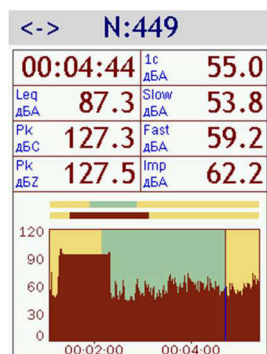 <-> N:449
00:04:44 1с дБА 55.0
Leq дБА 87.3 Slow дБА 53.8
Pk дБС 127.3 Fast дБА 59.2
Pk дБZ 127.5 Imp дБА 62.2
120
90
60
30
0
00:02:00 00:04:00